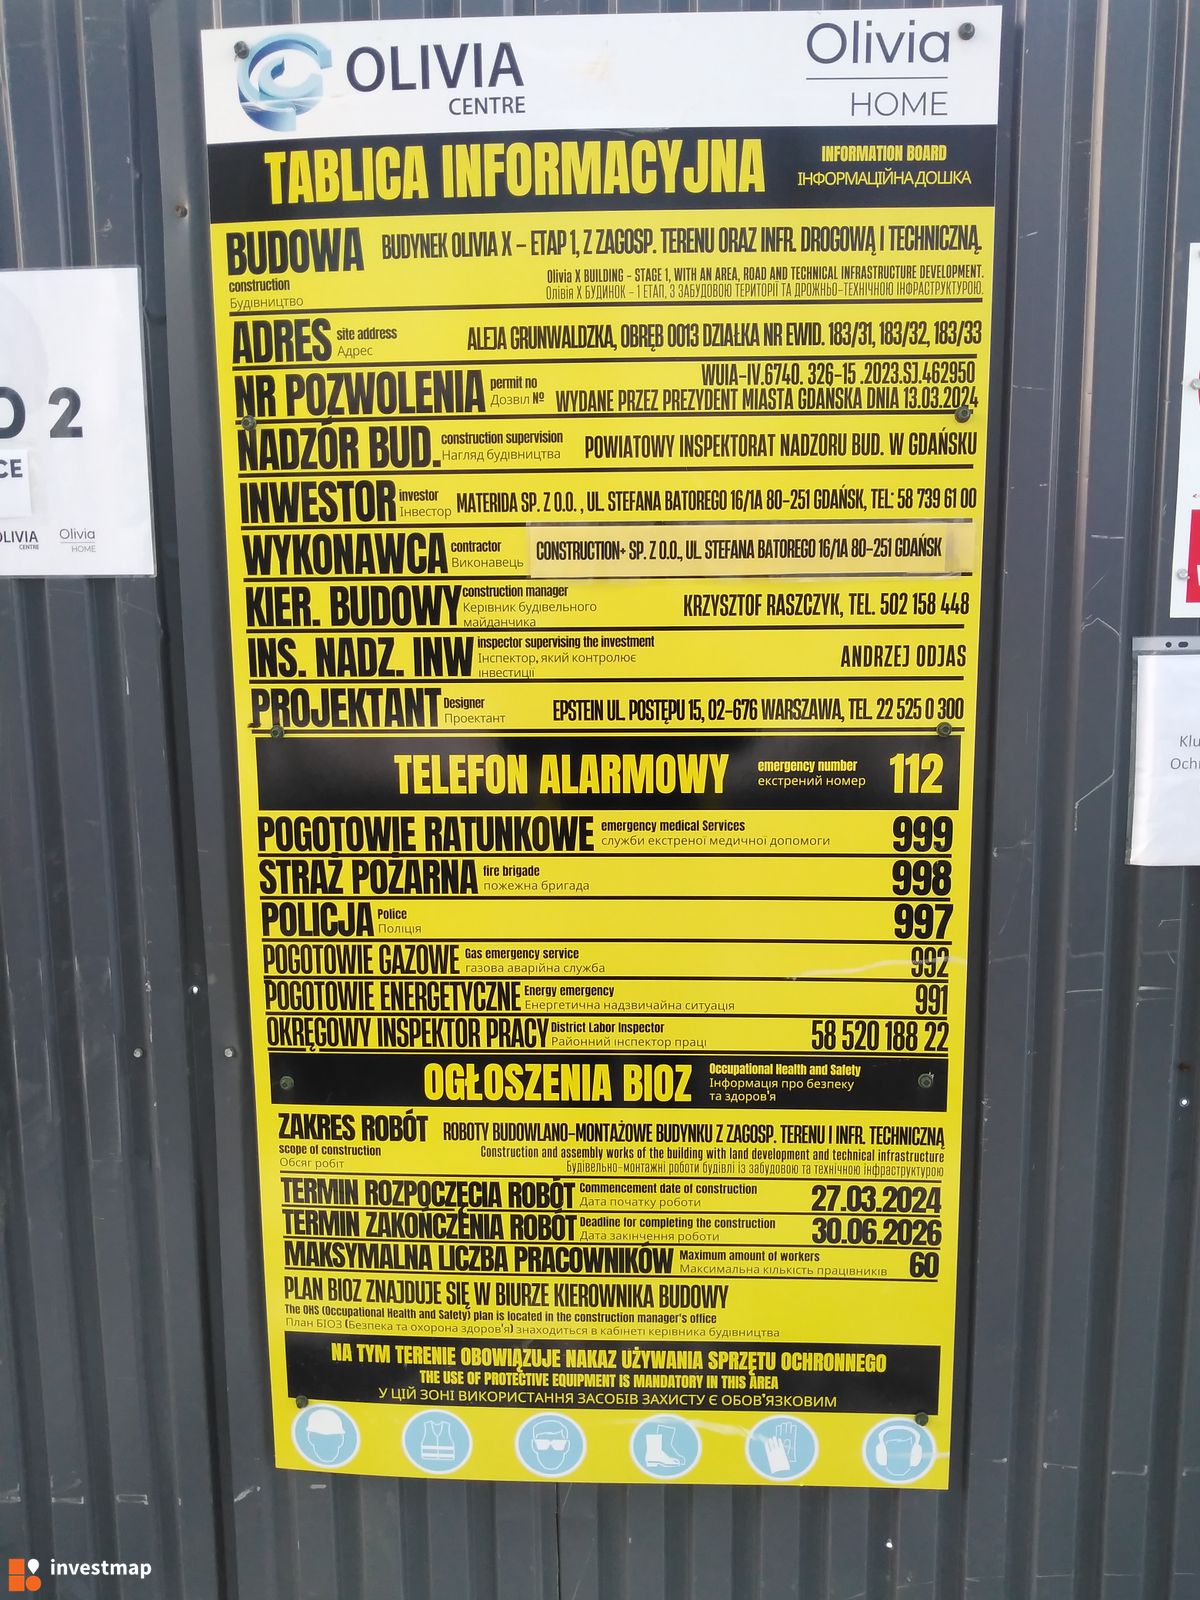 OLIVIA
CENTRE
Olivia
HOME
TABLICA INFORMACYJNA
INFORMATION BOARD
ІНФОРМАЦІЙНА ДОШКА
BUDOWA
construction
Будівництво
BUDYNEK OLIVIA X – ETAP 1, Z ZAGOSP. TERENU ORAZ INFR. DROGOWĄ I TECHNICZNĄ.
Olivia X BUILDING – STAGE 1, WITH AN AREA, ROAD AND TECHNICAL INFRASTRUCTURE DEVELOPMENT.
Олівія X БУДИНОК – 1 ЕТАП, З ЗАБУДОВОЮ ТЕРИТОРІЇ ТА ДРОЖНЬО-ТЕХНІЧНОЮ ІНФРАСТРУКТУРОЮ.
ADRES
site address
Адрес
ALEJA GRUNWALDZKA, OBRĘB 0013 DZIAŁKA NR EWID. 183/31, 183/32, 183/33
NR POZWOLENIA
permit no
Дозвіл №
WUIA-IV.6740. 326-15 .2023.SJ.462950
WYDANE PRZEZ PREZYDENT MIASTA GDAŃSKA DNIA 13.03.2024
NADZÓR BUD.
construction supervision
Нагляд будівництва
POWIATOWY INSPEKTORAT NADZORU BUD. W GDAŃSKU
INWESTOR
investor
Інвестор
MATERIDA SP. Z O.O. , UL. STEFANA BATOREGO 16/1A 80-251 GDAŃSK, TEL: 58 739 61 00
WYKONAWCA
contractor
Виконавець
CONSTRUCTION+ SP. Z O.O., UL. STEFANA BATOREGO 16/1A 80-251 GDAŃSK
KIER. BUDOWY
construction manager
Керівник будівельного
майданчика
KRZYSZTOF RASZCZYK, TEL. 502 158 448
INS. NADZ. INW
inspector supervising the investment
Інспектор, який контролює
інвестиції
ANDRZEJ ODJAS
PROJEKTANT
Designer
Проектант
EPSTEIN UL. POSTĘPU 15, 02-676 WARSZAWA, TEL. 22 525 0 300
TELEFON ALARMOWY
emergency number
екстрений номер
112
POGOTOWIE RATUNKOWE
emergency medical Services
служби екстреної медичної допомоги
999
STRAŻ POŻARNA
fire brigade
пожежна бригада
998
POLICJA
Police
Поліція
997
POGOTOWIE GAZOWE
Gas emergency service
газова аварійна служба
992
POGOTOWIE ENERGETYCZNE
Energy emergency
Енергетична надзвичайна ситуація
991
OKRĘGOWY INSPEKTOR PRACY
District Labor Inspector
Районний інспектор праці
58 520 188 22
OGŁOSZENIA BIOZ
Occupational Health and Safety
Інформація про безпеку
та здоров'я
ZAKRES ROBÓT
scope of construction
Обсяг робіт
ROBOTY BUDOWLANO-MONTAŻOWE BUDYNKU Z ZAGOSP. TERENU I INFR. TECHNICZNĄ
Construction and assembly works of the building with land development and technical infrastructure
Будівельно-монтажні роботи будівлі із забудовою та технічною інфраструктурою
TERMIN ROZPOCZĘCIA ROBÓT
Commencement date of construction
Дата початку роботи
27.03.2024
TERMIN ZAKOŃCZENIA ROBÓT
Deadline for completing the construction
Дата закінчення роботи
30.06.2026
MAKSYMALNA LICZBA PRACOWNIKÓW
Maximum amount of workers
Максимальна кількість працівників
60
PLAN BIOZ ZNAJDUJE SIĘ W BIURZE KIEROWNIKA BUDOWY
The OHS (Occupational Health and Safety) plan is located in the construction manager's office
План БІОЗ (Безпека та охорона здоров'я) знаходиться в кабінеті керівника будівництва
NA TYM TERENIE OBOWIĄZUJE NAKAZ UŻYWANIA SPRZĘTU OCHRONNEGO
THE USE OF PROTECTIVE EQUIPMENT IS MANDATORY IN THIS AREA
У ЦІЙ ЗОНІ ВИКОРИСТАННЯ ЗАСОБІВ ЗАХИСТУ Є ОБОВ'ЯЗКОВИМ
2
OLIVIA
CENTRE
Olivia
HOME
investmap